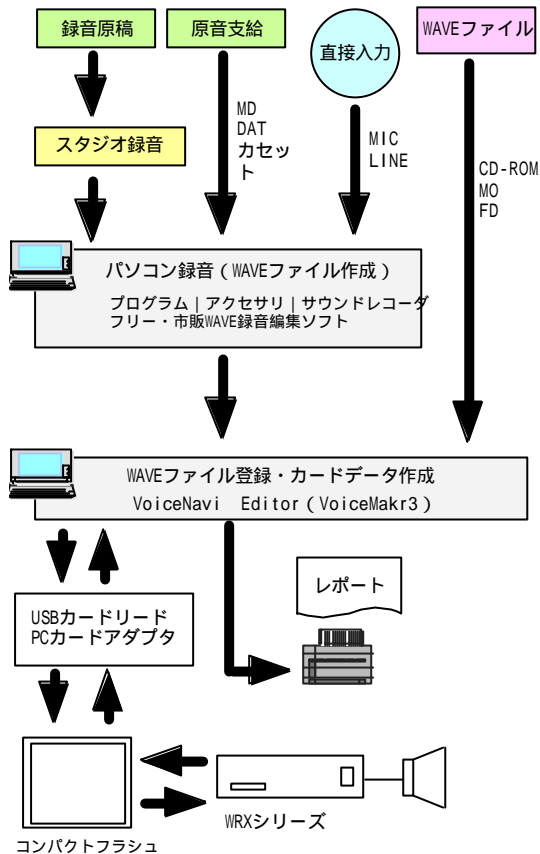 録音原稿
原音支給
直接入力
WAVEファイル
スタジオ録音
MD
DAT
カセッ
ト
MIC
LINE
CD-ROM
MO
FD
パソコン録音(WAVEファイル作成)
プログラム|アクセサリ|サウンドレコーダ
フリー・市販WAVE録音編集ソフト
WAVEファイル登録・カードデータ作成
VoiceNavi Editor(VoiceMakr3)
レポート
USBカードリード
PCカードアダプタ
WRXシリーズ
コンパクトフラシュ